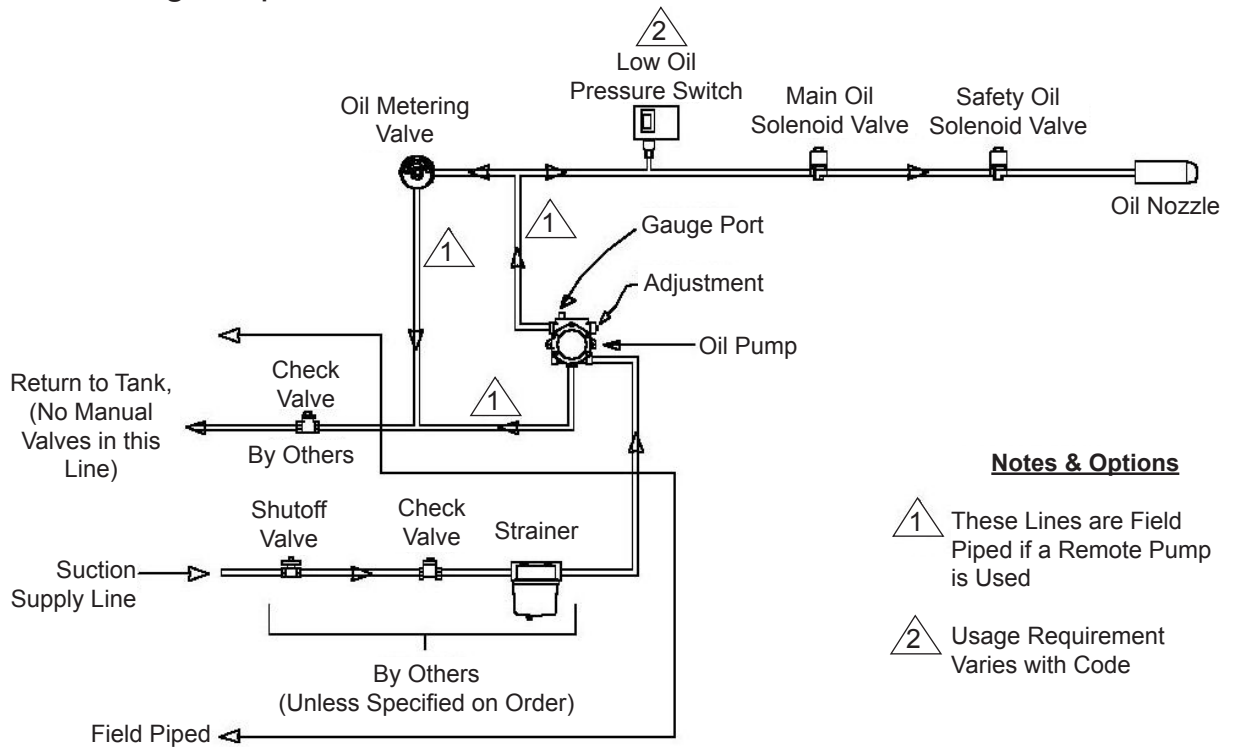 2
Low Oil
Pressure Switch
Oil Metering
Valve
Main Oil
Solenoid Valve
Safety Oil
Solenoid Valve
Oil Nozzle
1
1
Gauge Port
Adjustment
Oil Pump
Return to Tank,
(No Manual
Valves in this
Line)
Check
Valve
By Others
1
Shutoff
Valve
Check
Valve
Strainer
Suction
Supply Line
By Others
(Unless Specified on Order)
Field Piped
Notes & Options
1 These Lines are Field
Piped if a Remote Pump
is Used
2 Usage Requirement
Varies with Code